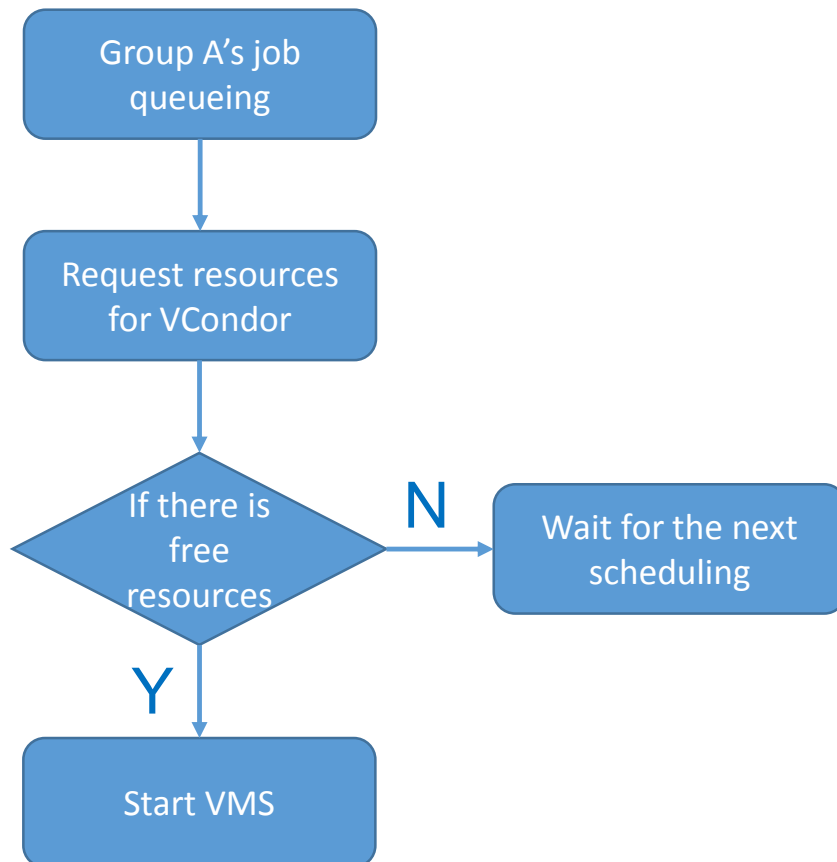 Group A’s job
queueing
Request resources
for VCondor
If there is
free
resources
N
Wait for the next
scheduling
Y
Start VMS